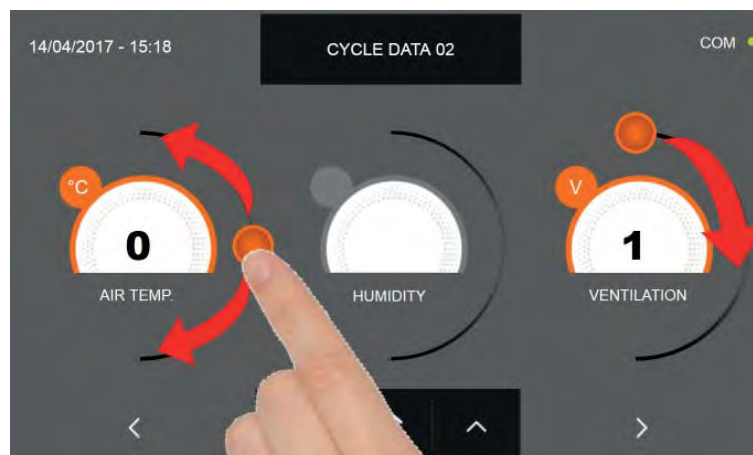 14/04/2017 - 15:18
CYCLE DATA 02
COM
°C
V
0
1
AIR TEMP.
HUMIDITY
VENTILATION